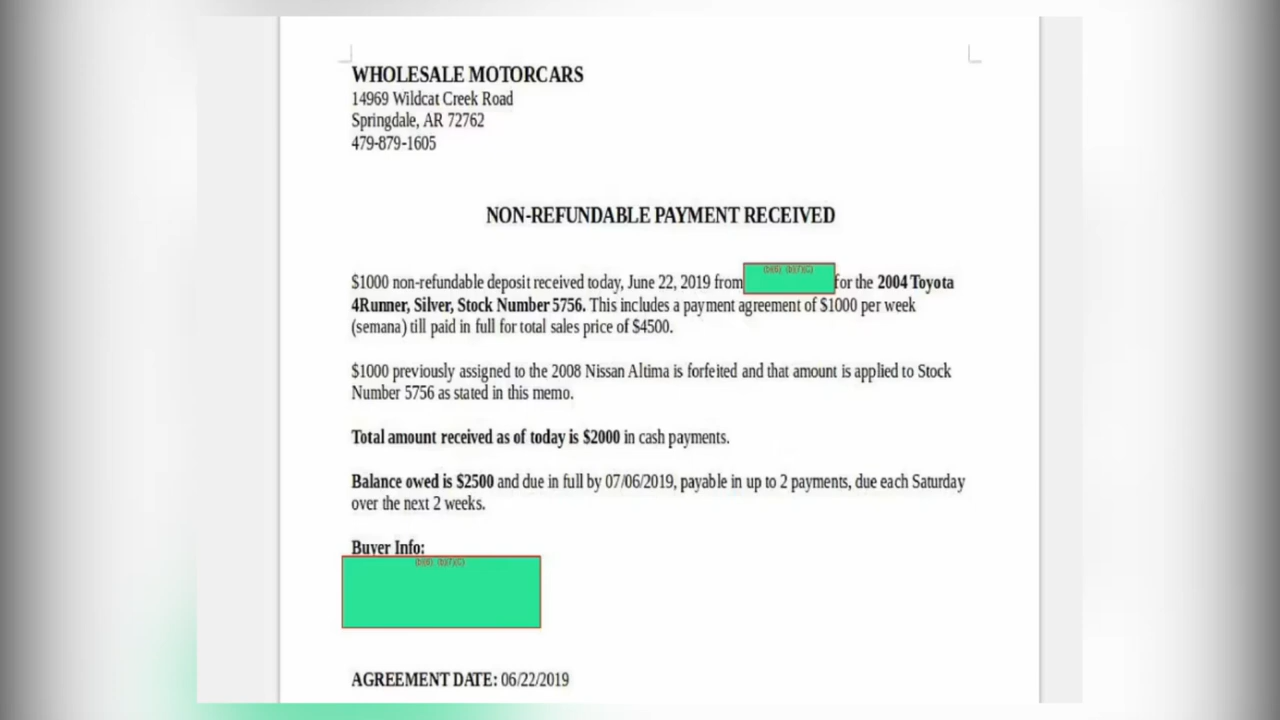 WHOLESALE MOTORCARS
14969 Wildcat Creek Road
Springdale, AR 72762
479-879-1605
NON-REFUNDABLE PAYMENT RECEIVED
$1000 non-refundable deposit received today, June 22, 2019 from (b)(6) (b)(7)(C) for the 2004 Toyota
4Runner, Silver, Stock Number 5756. This includes a payment agreement of $1000 per week
(semana) till paid in full for total sales price of $4500.
$1000 previously assigned to the 2008 Nissan Altima is forfeited and that amount is applied to Stock
Number 5756 as stated in this memo.
Total amount received as of today is $2000 in cash payments.
Balance owed is $2500 and due in full by 07/06/2019, payable in up to 2 payments, due each Saturday
over the next 2 weeks.
Buyer Info:
(b)(6) (b)(7)(C)
AGREEMENT DATE: 06/22/2019